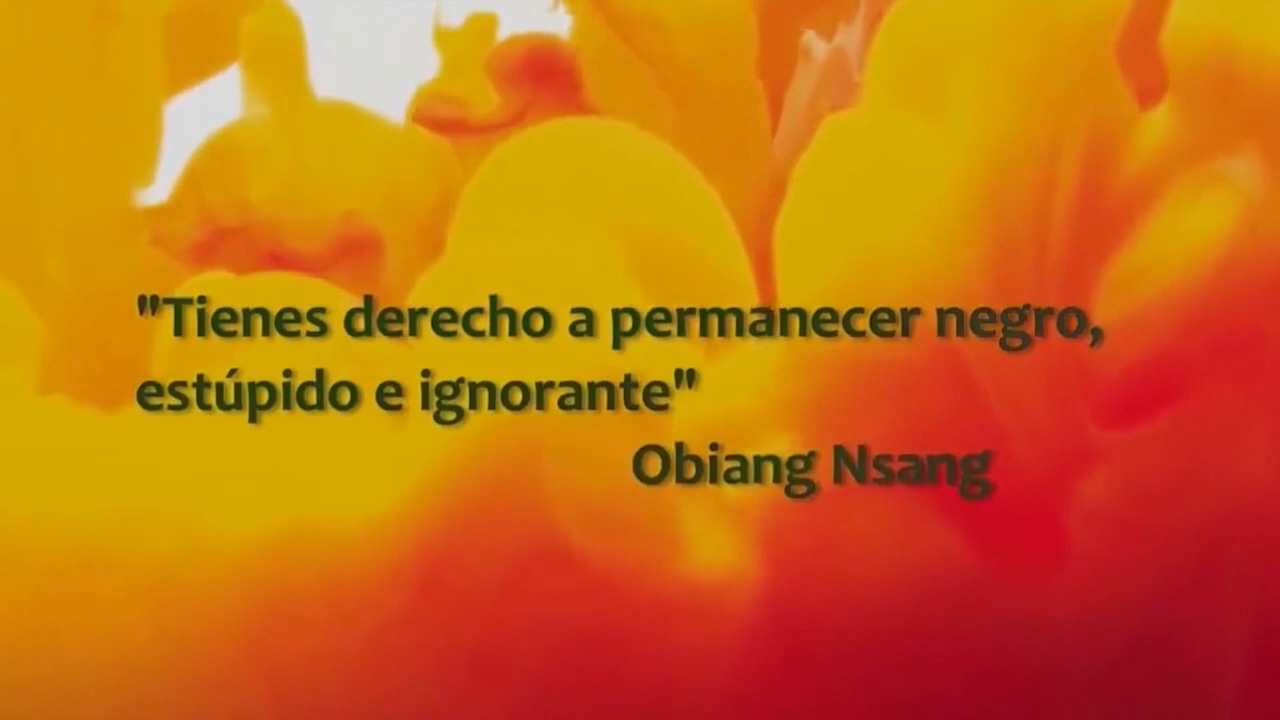 "Tienes derecho a permanecer negro,
estúpido e ignorante"
Obiang Nsang